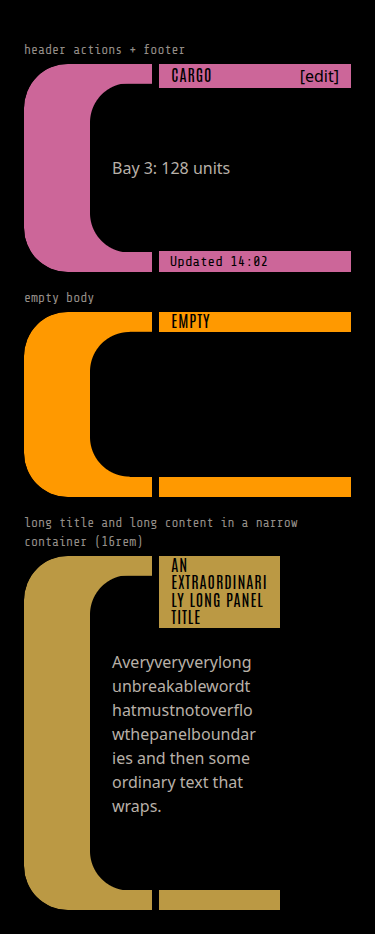 header actions + footer
CARGO [edit]
Bay 3: 128 units
Updated 14:02
empty body
EMPTY
long title and long content in a narrow
container (16rem)
AN
EXTRAORDINARI
LY LONG PANEL
TITLE
Averyveryverylong
unbreakablewordt
hatmustnotoverflo
wthepanelboundar
ies and then some
ordinary text that
wraps.